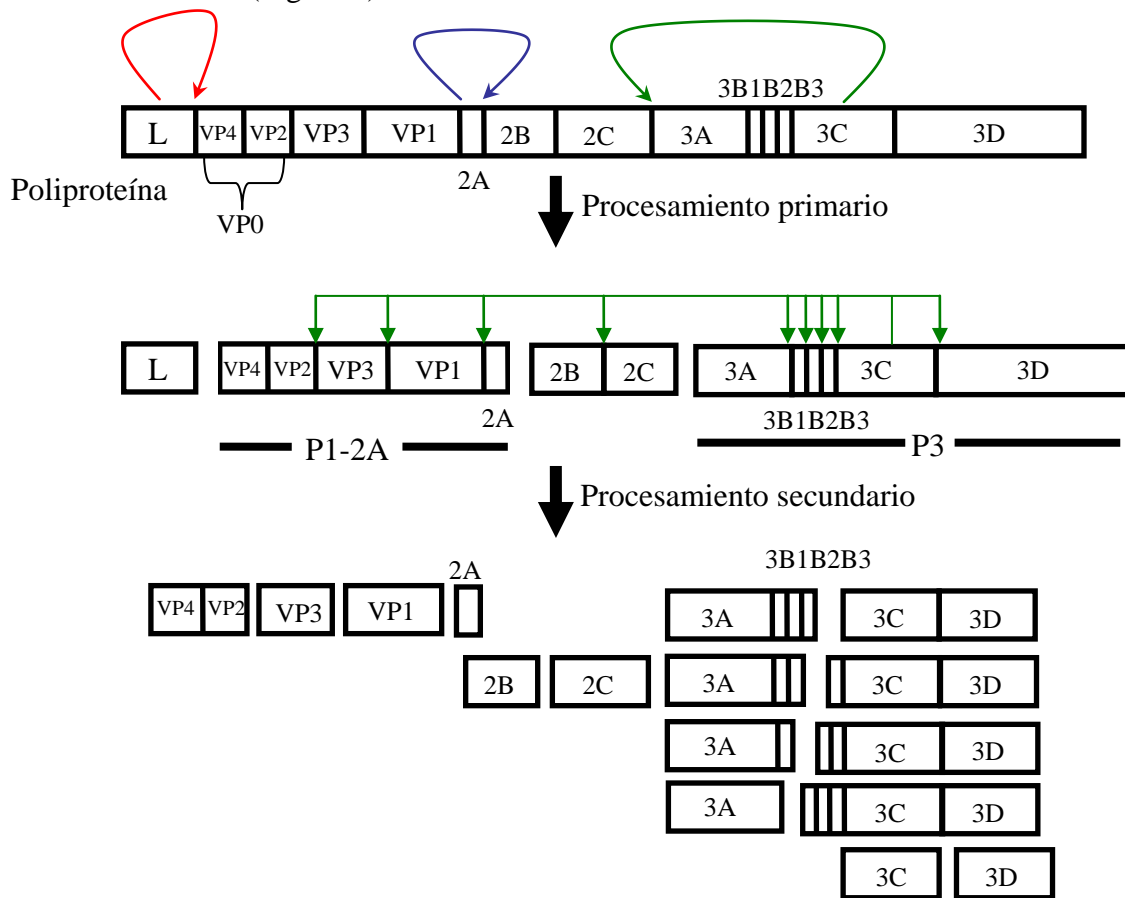 3B1B2B3
L VP4 VP2 VP3 VP1 2B 2C 3A 3C 3D
2A
Poliproteína
VP0
Procesamiento primario
L VP4 VP2 VP3 VP1 2B 2C 3A 3C 3D
2A 3B1B2B3
P1-2A P3
Procesamiento secundario
3B1B2B3
2A
VP4 VP2 VP3 VP1 3A 3C 3D
2B 2C 3A 3C 3D
3A 3C 3D
3A 3C 3D
3C 3D